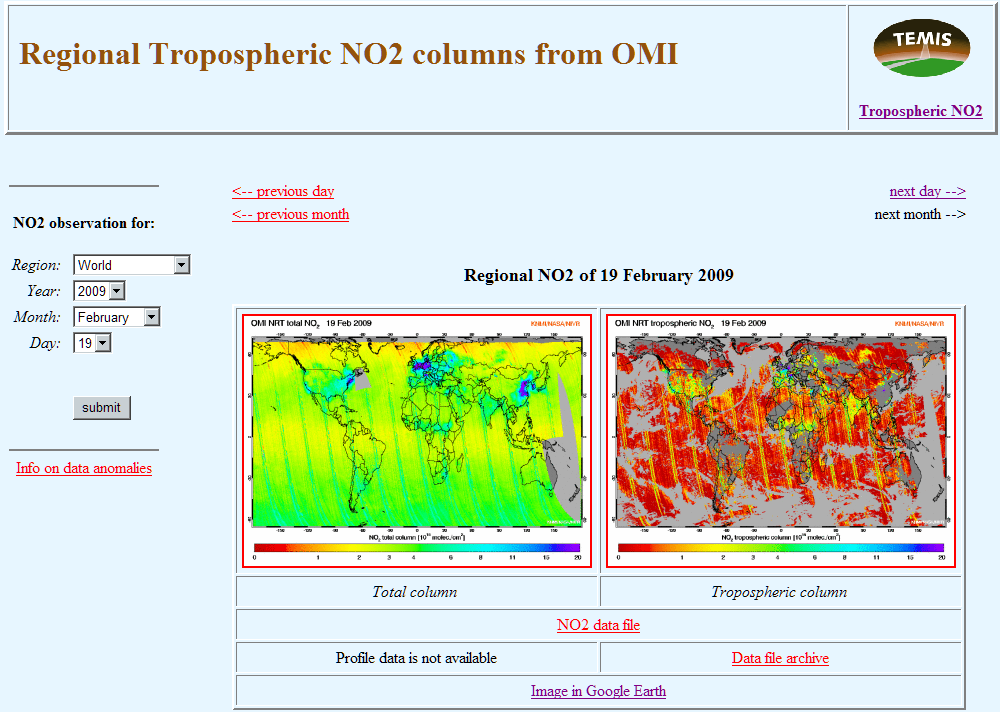 Regional Tropospheric NO2 columns from OMI
TEMIS
Tropospheric NO2
<-- previous day
next day -->
<-- previous month
next month -->
NO2 observation for:
Region: World
Year: 2009
Month: February
Day: 19
submit
Info on data anomalies
Regional NO2 of 19 February 2009
OMI NRT total NO2 19 Feb 2009 KNMI/NASA/NIVR
NO2 total column [10^15 molec./cm^2]
0 1 2 3 4 6 8 11 15 20
OMI NRT tropospheric NO2 19 Feb 2009 KNMI/NASA/NIVR
NO2 tropospheric column [10^15 molec./cm^2]
0 1 2 3 4 6 8 11 15 20
Total column
Tropospheric column
NO2 data file
Profile data is not available
Data file archive
Image in Google Earth